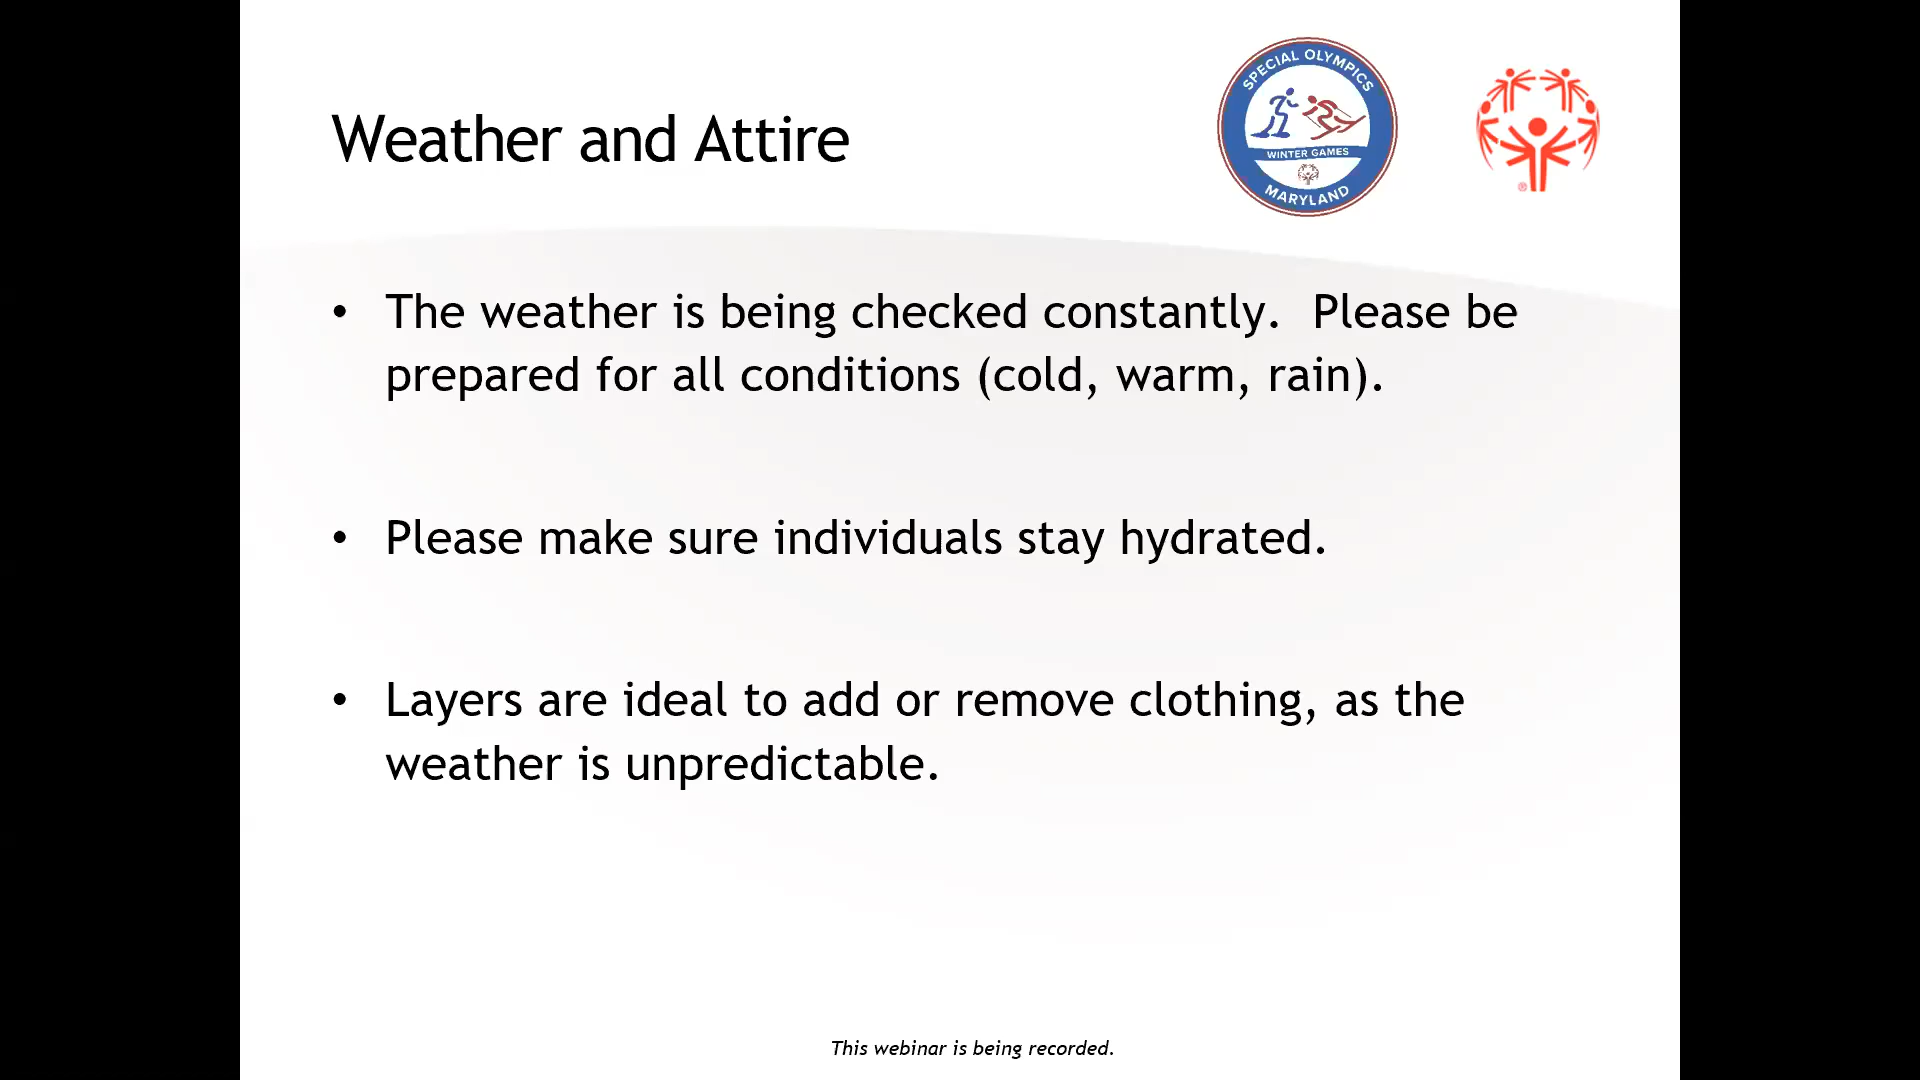 SPECIAL OLYMPICS
WINTER GAMES
MARYLAND
®
Weather and Attire
• The weather is being checked constantly.  Please be
prepared for all conditions (cold, warm, rain).
• Please make sure individuals stay hydrated.
• Layers are ideal to add or remove clothing, as the
weather is unpredictable.
This webinar is being recorded.